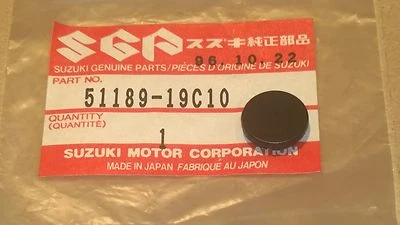 SGP スズキ純正部品
SUZUKI GENUINE PARTS/PIÈCES D'ORIGINE DE SUZUKI
96.10.22
PART NO.
51189-19C10
QUANTITY
(QUANTITÉ)
1
SUZUKI MOTOR CORPORATION
MADE IN JAPAN FABRIQUÉ AU JAPON